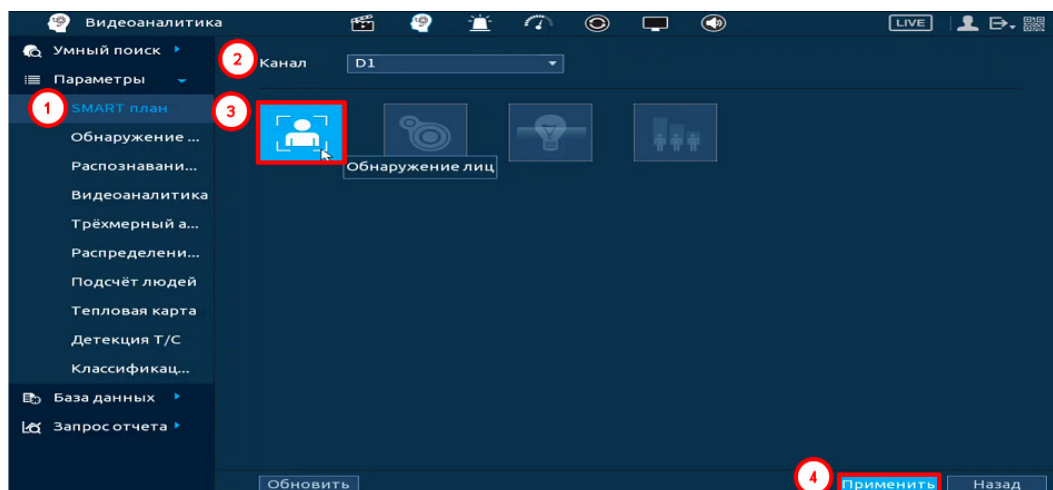 Видеоаналитика
LIVE
Умный поиск
Параметры
1
SMART план
Обнаружение ...
Распознавани...
Видеоаналитика
Трёхмерный а...
Распределени...
Подсчёт людей
Тепловая карта
Детекция Т/С
Классификац...
База данных
Запрос отчета
2
Канал
D1
3
Обнаружение лиц
Обновить
4
Применить
Назад